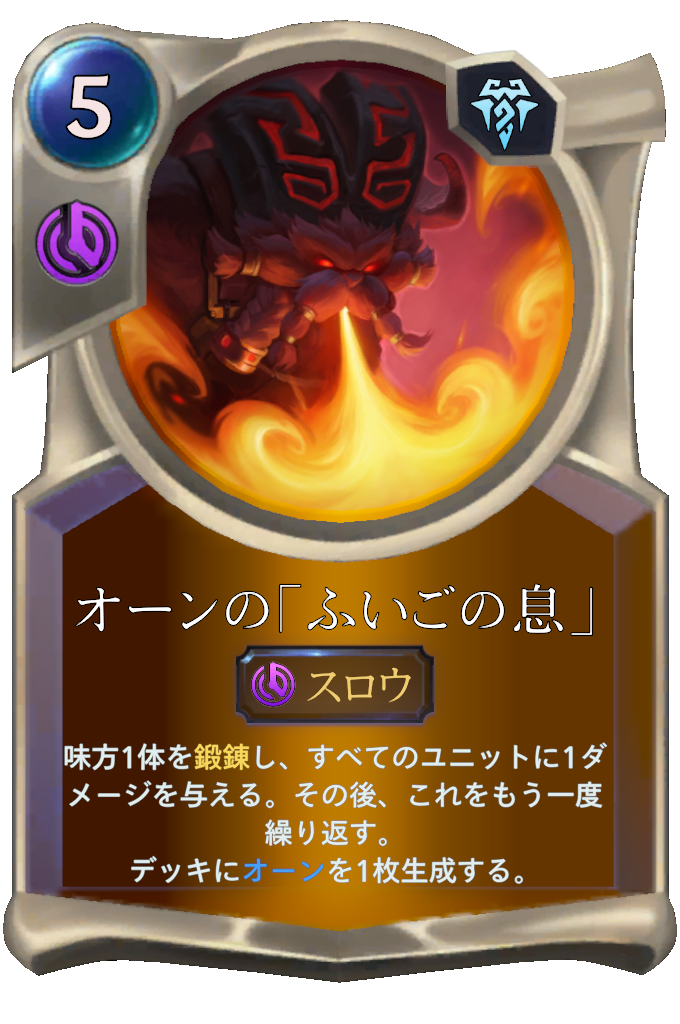 5
オーンの「ふいごの息」
スロウ
味方1体を鍛錬し、すべてのユニットに1ダ
メージを与える。その後、これをもう一度
繰り返す。
デッキにオーンを1枚生成する。